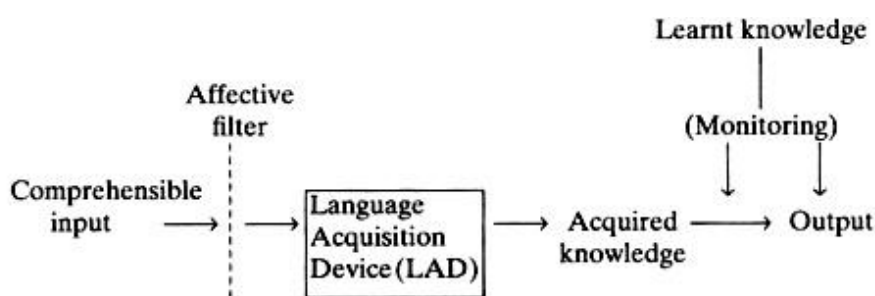 Learnt knowledge
Affective
filter
(Monitoring)
Comprehensible
input
Language
Acquisition
Device (LAD)
Acquired
knowledge
Output